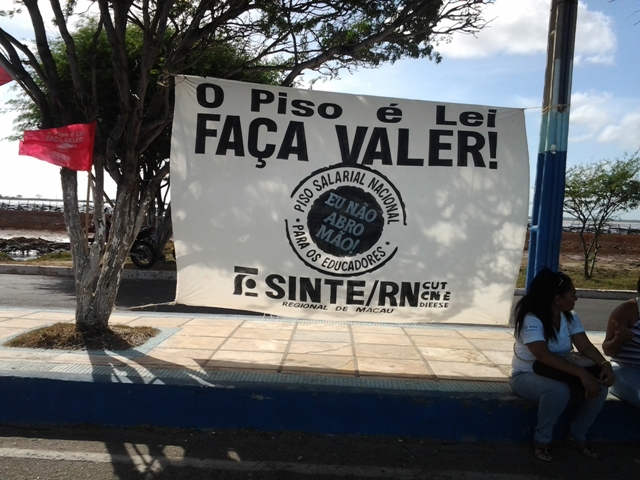 O Piso é Lei
FAÇA VALER!
PISO SALARIAL NACIONAL
EU NÃO
ABRO
MÃO!
• PARA OS EDUCADORES •
SINTE/RN
CUT
CNE
DIEESE
REGIONAL DE MACAU